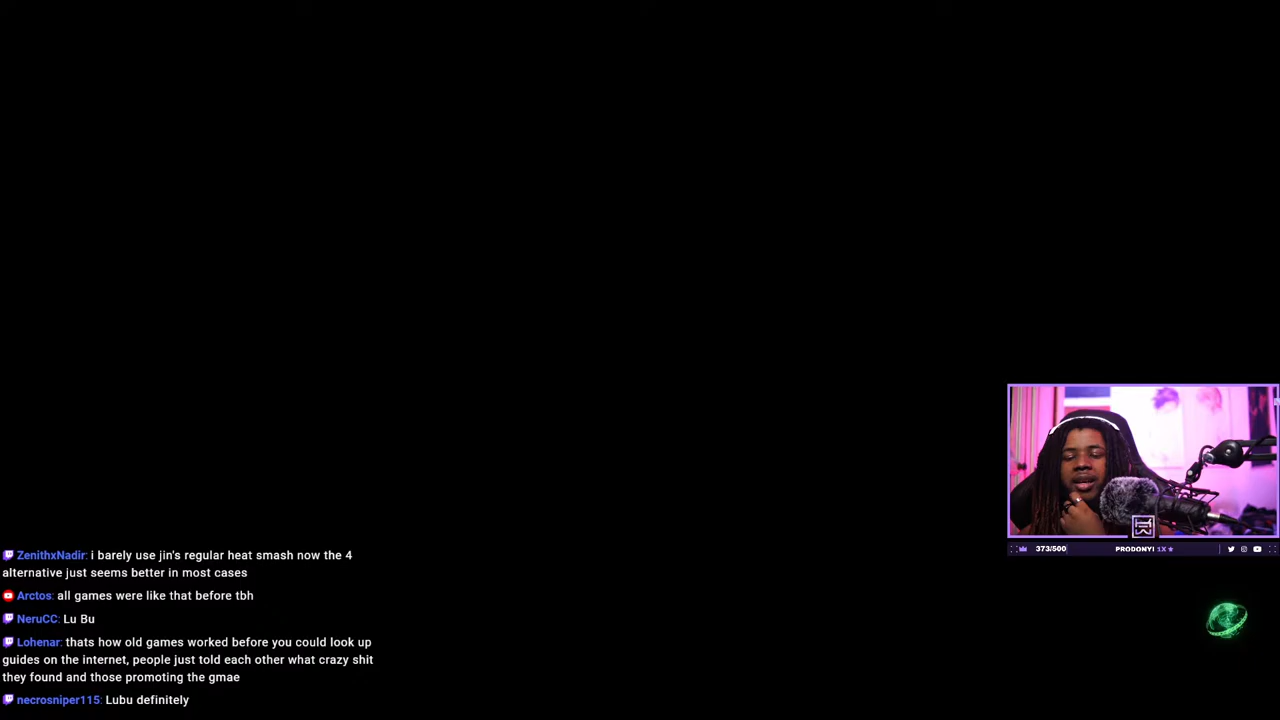 ZenithxNadir: i barely use jin's regular heat smash now the 4
alternative just seems better in most cases
Arctos: all games were like that before tbh
NeruCC: Lu Bu
Lohenar: thats how old games worked before you could look up
guides on the internet, people just told each other what crazy shit
they found and those promoting the gmae
necrosniper115: Lubu definitely
373/500 PRODONYI 1X